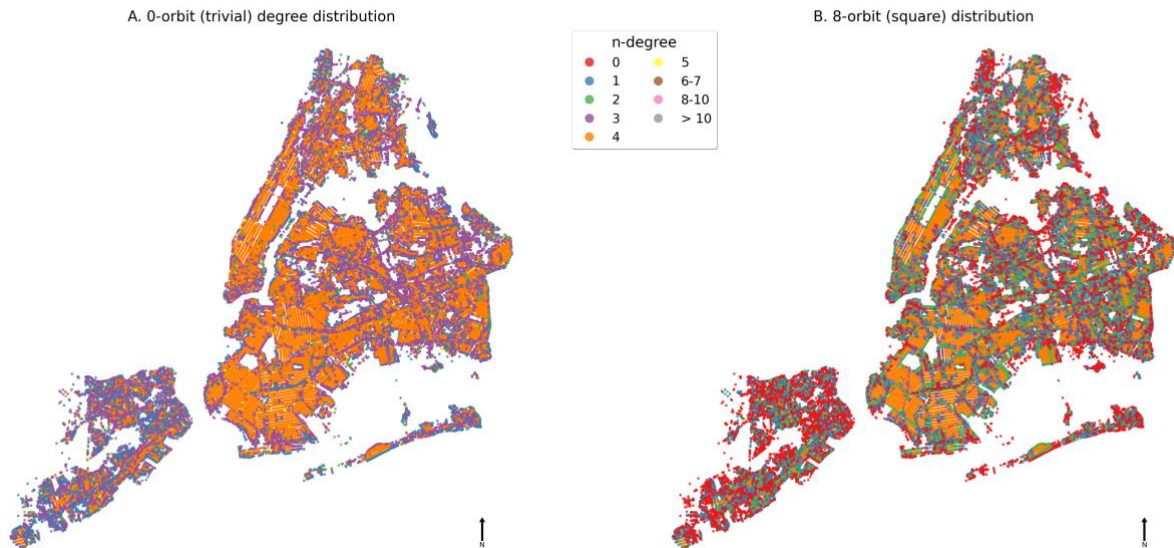 A. 0-orbit (trivial) degree distribution
B. 8-orbit (square) distribution
n-degree
0 5
1 6-7
2 8-10
3 > 10
4
N
N